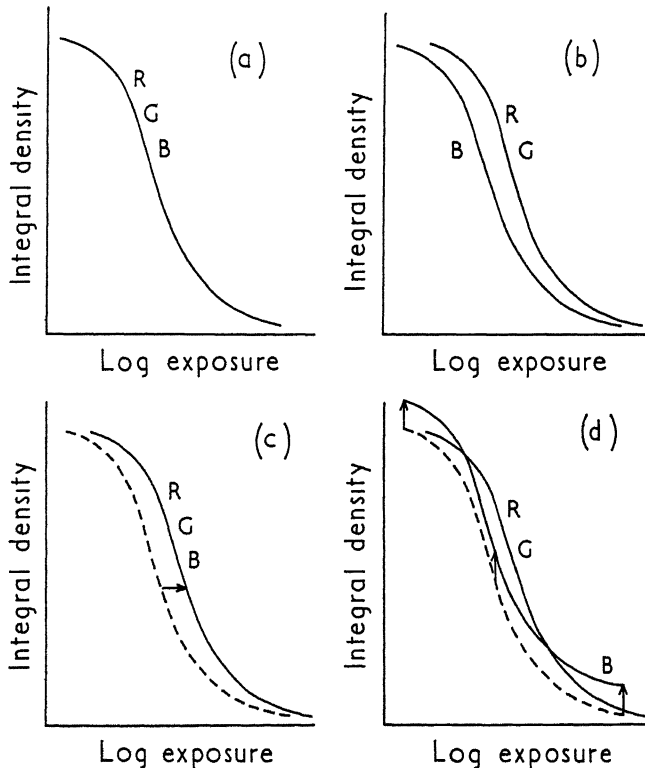 (a)
R
G
B
Integral density
Log exposure
(b)
R
B G
Integral density
Log exposure
(c)
R
G
B
Integral density
Log exposure
(d)
R
G
B
Integral density
Log exposure